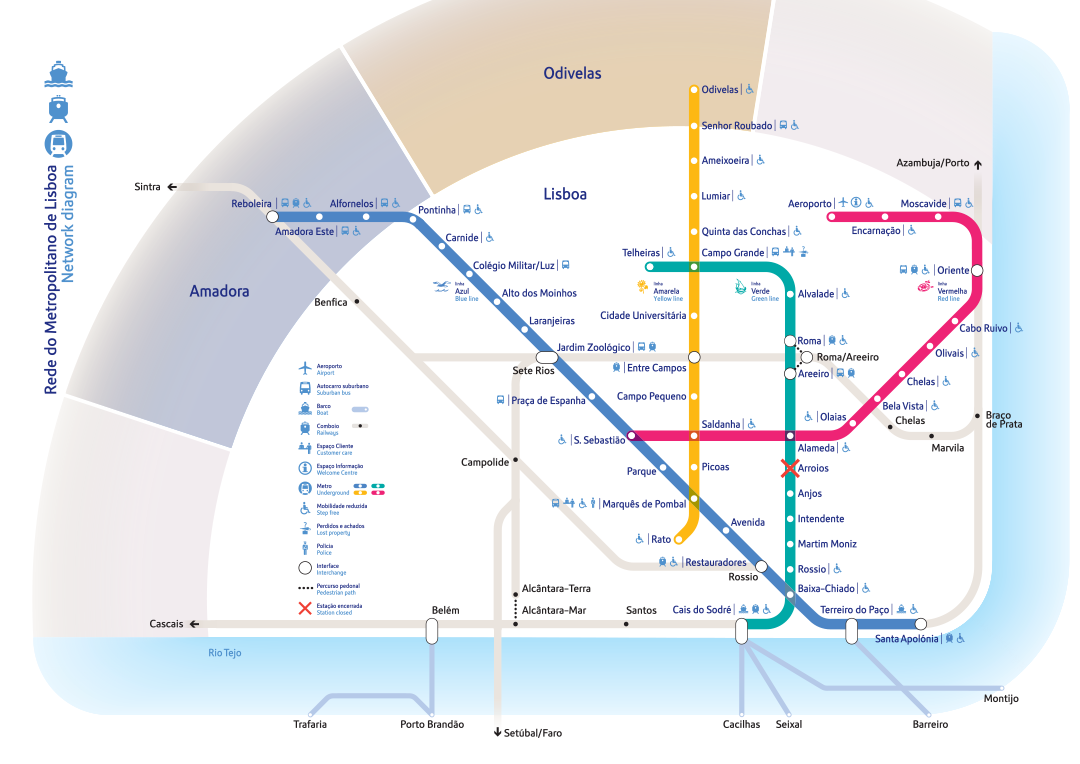 Rede do Metropolitano de Lisboa
Network diagram
Odivelas
Lisboa
Amadora
Odivelas
Senhor Roubado
Ameixoeira
Lumiar
Quinta das Conchas
Campo Grande
Telheiras
Azambuja/Porto
Sintra
Reboleira
Alfornelos
Amadora Este
Pontinha
Carnide
Colégio Militar/Luz
Alto dos Moinhos
Laranjeiras
Jardim Zoológico
Sete Rios
Benfica
linha
Azul
Blue line
linha
Amarela
Yellow line
linha
Verde
Green line
linha
Vermelha
Red line
Aeroporto
Moscavide
Encarnação
Oriente
Cabo Ruivo
Olivais
Chelas
Bela Vista
Olaias
Chelas
Marvila
Braço
de Prata
Alvalade
Roma
Roma/Areeiro
Areeiro
Cidade Universitária
Entre Campos
Campo Pequeno
Praça de Espanha
Saldanha
S. Sebastião
Alameda
Arroios
Parque
Picoas
Campolide
Marquês de Pombal
Anjos
Avenida
Intendente
Rato
Martim Moniz
Restauradores
Rossio
Rossio
Baixa-Chiado
Alcântara-Terra
Alcântara-Mar
Santos
Belém
Cascais
Cais do Sodré
Terreiro do Paço
Santa Apolónia
Rio Tejo
Trafaria
Porto Brandão
Setúbal/Faro
Cacilhas
Seixal
Barreiro
Montijo
Aeroporto
Airport
Autocarro suburbano
Suburban bus
Barco
Boat
Comboio
Railways
Espaço Cliente
Customer care
Espaço Informação
Welcome Centre
Metro
Underground
Mobilidade reduzida
Step free
Perdidos e achados
Lost property
Polícia
Police
Interface
Interchange
Percurso pedonal
Pedestrian path
Estação encerrada
Station closed